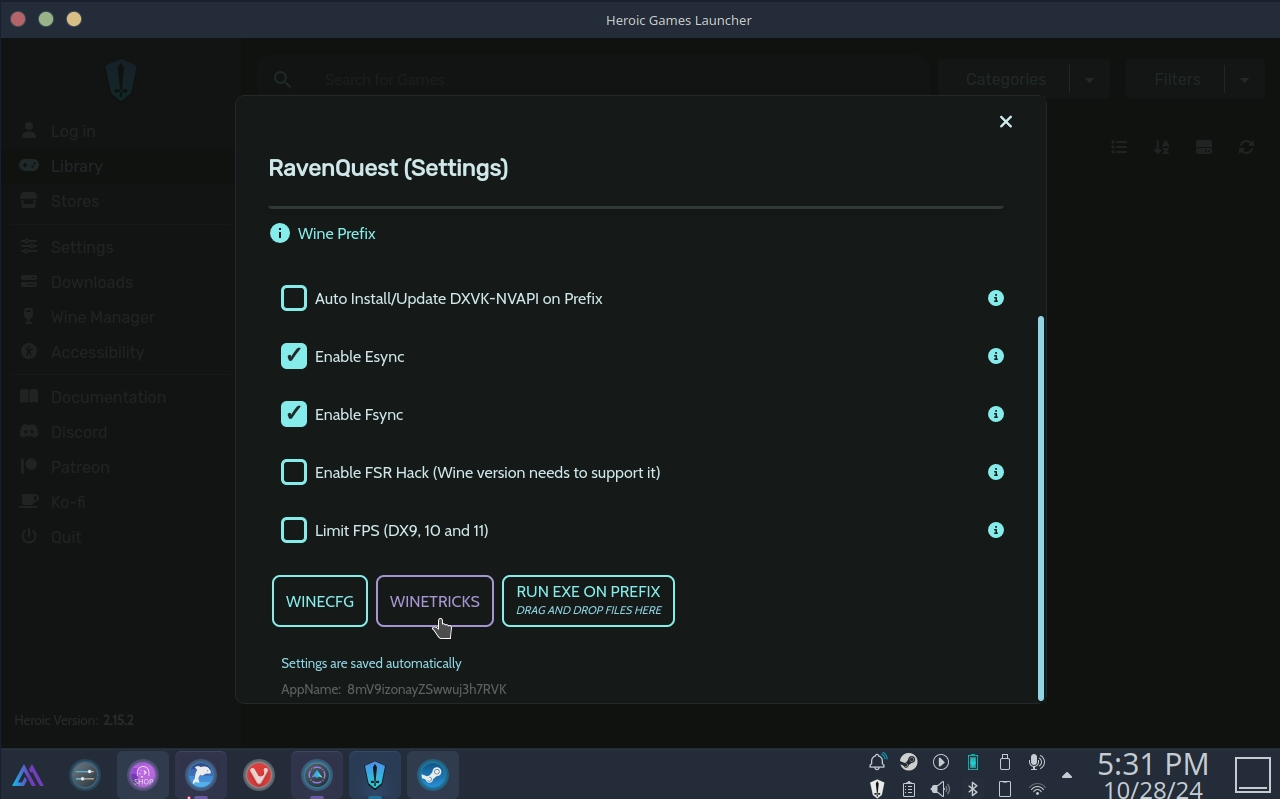 Heroic Games Launcher
Search for Games
Categories
Filters
Log in
Library
Stores
Settings
Downloads
Wine Manager
Accessibility
Documentation
Discord
Patreon
Ko-fi
Quit
Heroic Version: 2.15.2
RavenQuest (Settings)
Wine Prefix
Auto Install/Update DXVK-NVAPI on Prefix
Enable Esync
Enable Fsync
Enable FSR Hack (Wine version needs to support it)
Limit FPS (DX9, 10 and 11)
WINECFG
WINETRICKS
RUN EXE ON PREFIX
DRAG AND DROP FILES HERE
Settings are saved automatically
AppName: 8mV9izonayZSwwuj3h7RVK
SHOP
5:31 PM
10/28/24